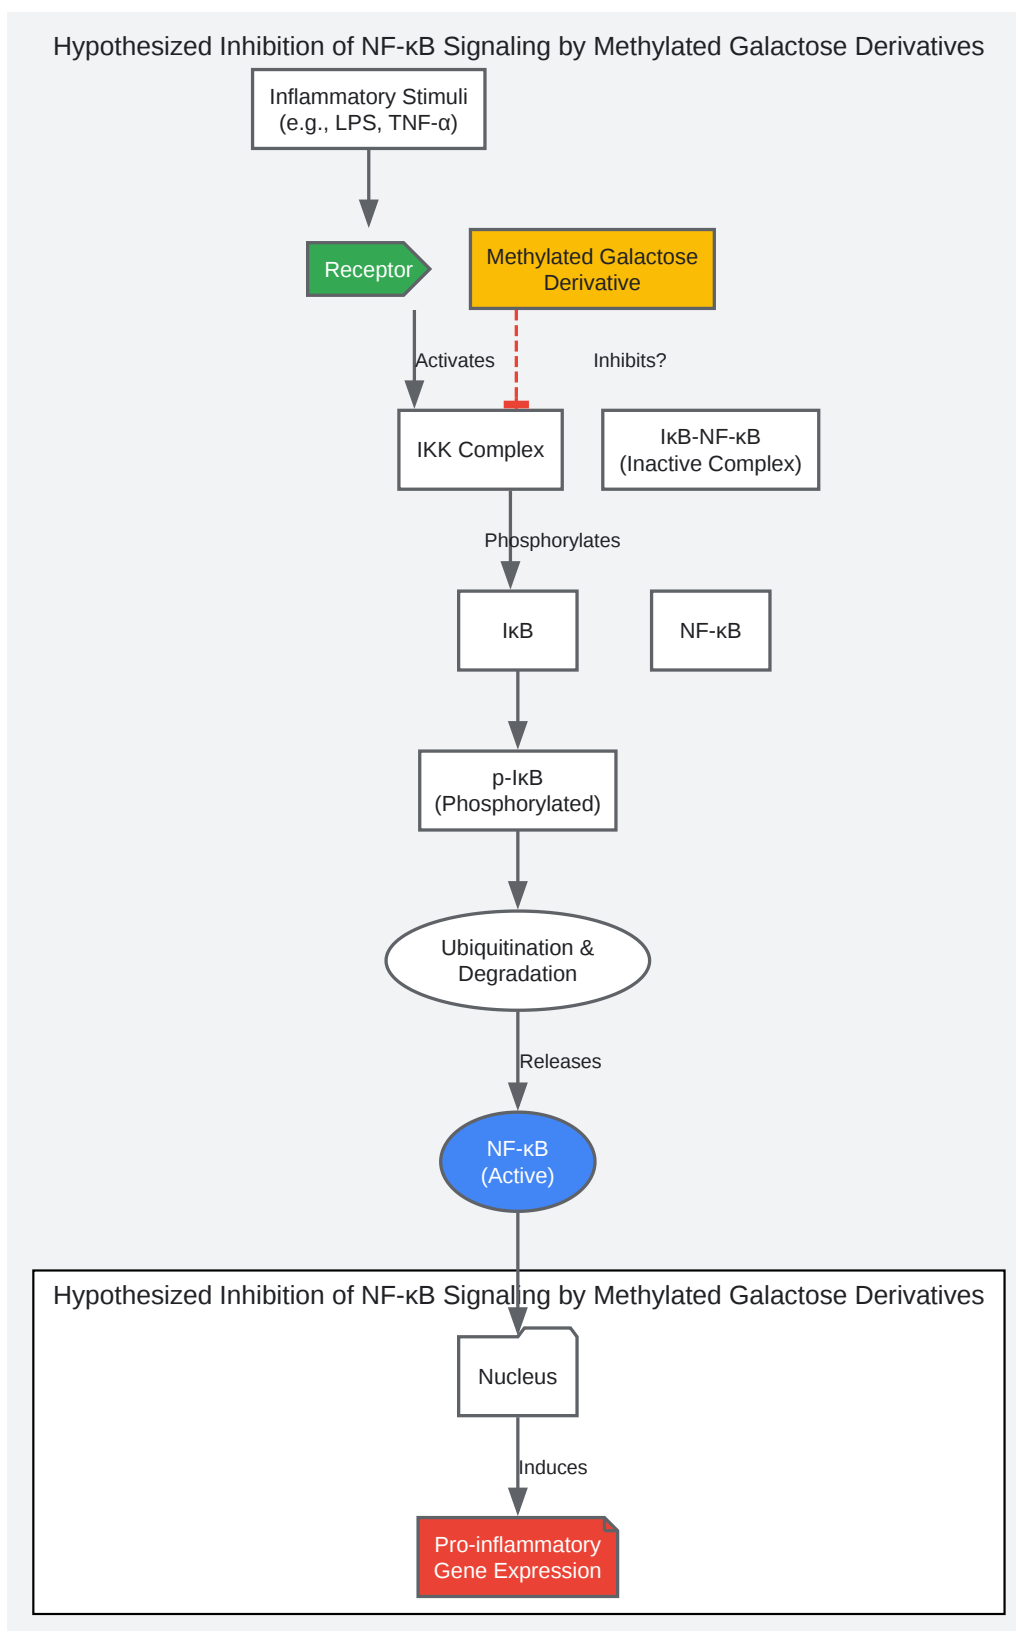 Hypothesized Inhibition of NF-κB Signaling by Methylated Galactose Derivatives
Inflammatory Stimuli
(e.g., LPS, TNF-α)
Receptor
Methylated Galactose
Derivative
Activates
Inhibits?
IKK Complex
IκB-NF-κB
(Inactive Complex)
Phosphorylates
IκB
NF-κB
p-IκB
(Phosphorylated)
Ubiquitination &
Degradation
Releases
NF-κB
(Active)
Hypothesized Inhibition of NF-κB Signaling by Methylated Galactose Derivatives
Nucleus
Induces
Pro-inflammatory
Gene Expression